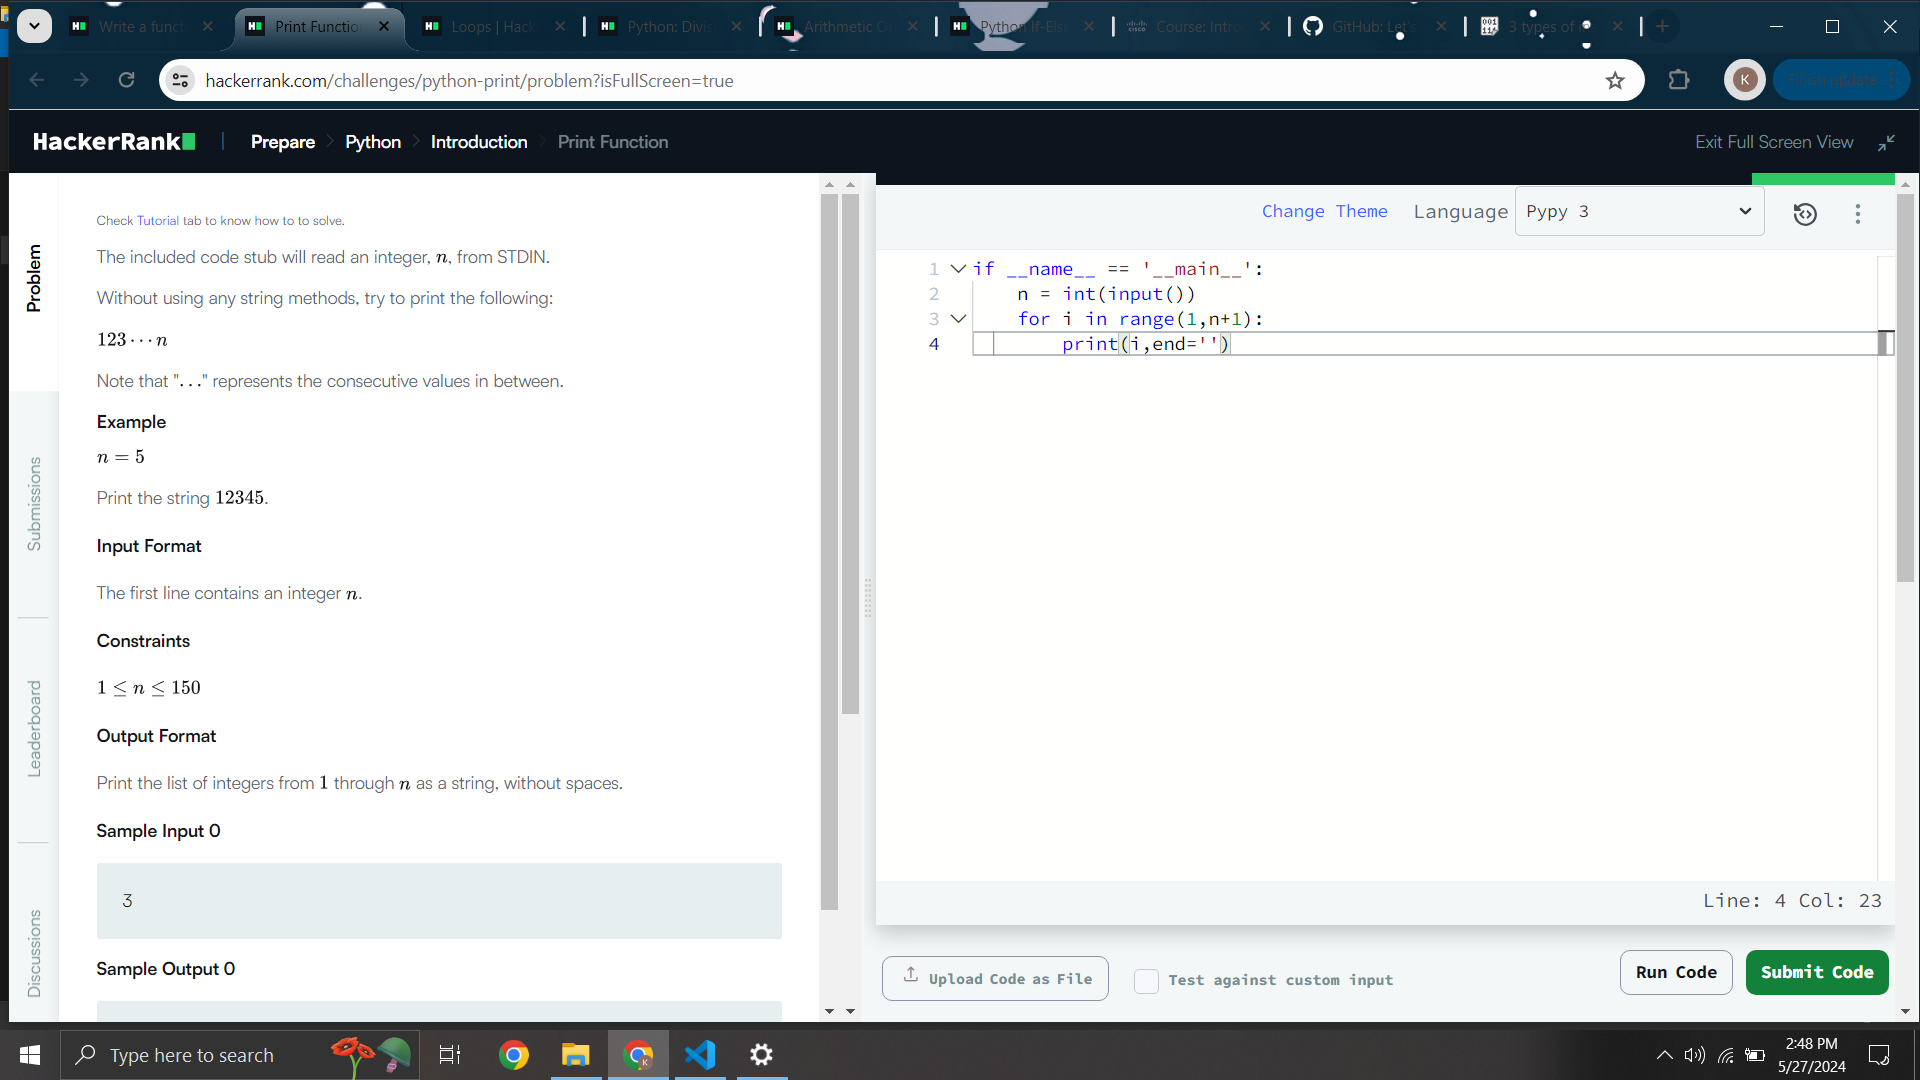 Write a funct
Print Functio
Loops | Hack
Python: Divis
Arithmetic O
Python If-Els
Course: Intro
GitHub: Let's
3 types of
hackerrank.com/challenges/python-print/problem?isFullScreen=true
K
Finish update
HackerRank
Prepare
Python
Introduction
Print Function
Exit Full Screen View
Problem
Submissions
Leaderboard
Discussions
Check Tutorial tab to know how to to solve.
The included code stub will read an integer, n, from STDIN.
Without using any string methods, try to print the following:
123⋯n
Note that "..." represents the consecutive values in between.
Example
n = 5
Print the string 12345.
Input Format
The first line contains an integer n.
Constraints
1 ≤ n ≤ 150
Output Format
Print the list of integers from 1 through n as a string, without spaces.
Sample Input 0
3
Sample Output 0
Change Theme
Language
Pypy 3
1 if __name__ == '__main__':
2     n = int(input())
3     for i in range(1,n+1):
4         print(i,end='')
Line: 4 Col: 23
Upload Code as File
Test against custom input
Run Code
Submit Code
Type here to search
2:48 PM
5/27/2024